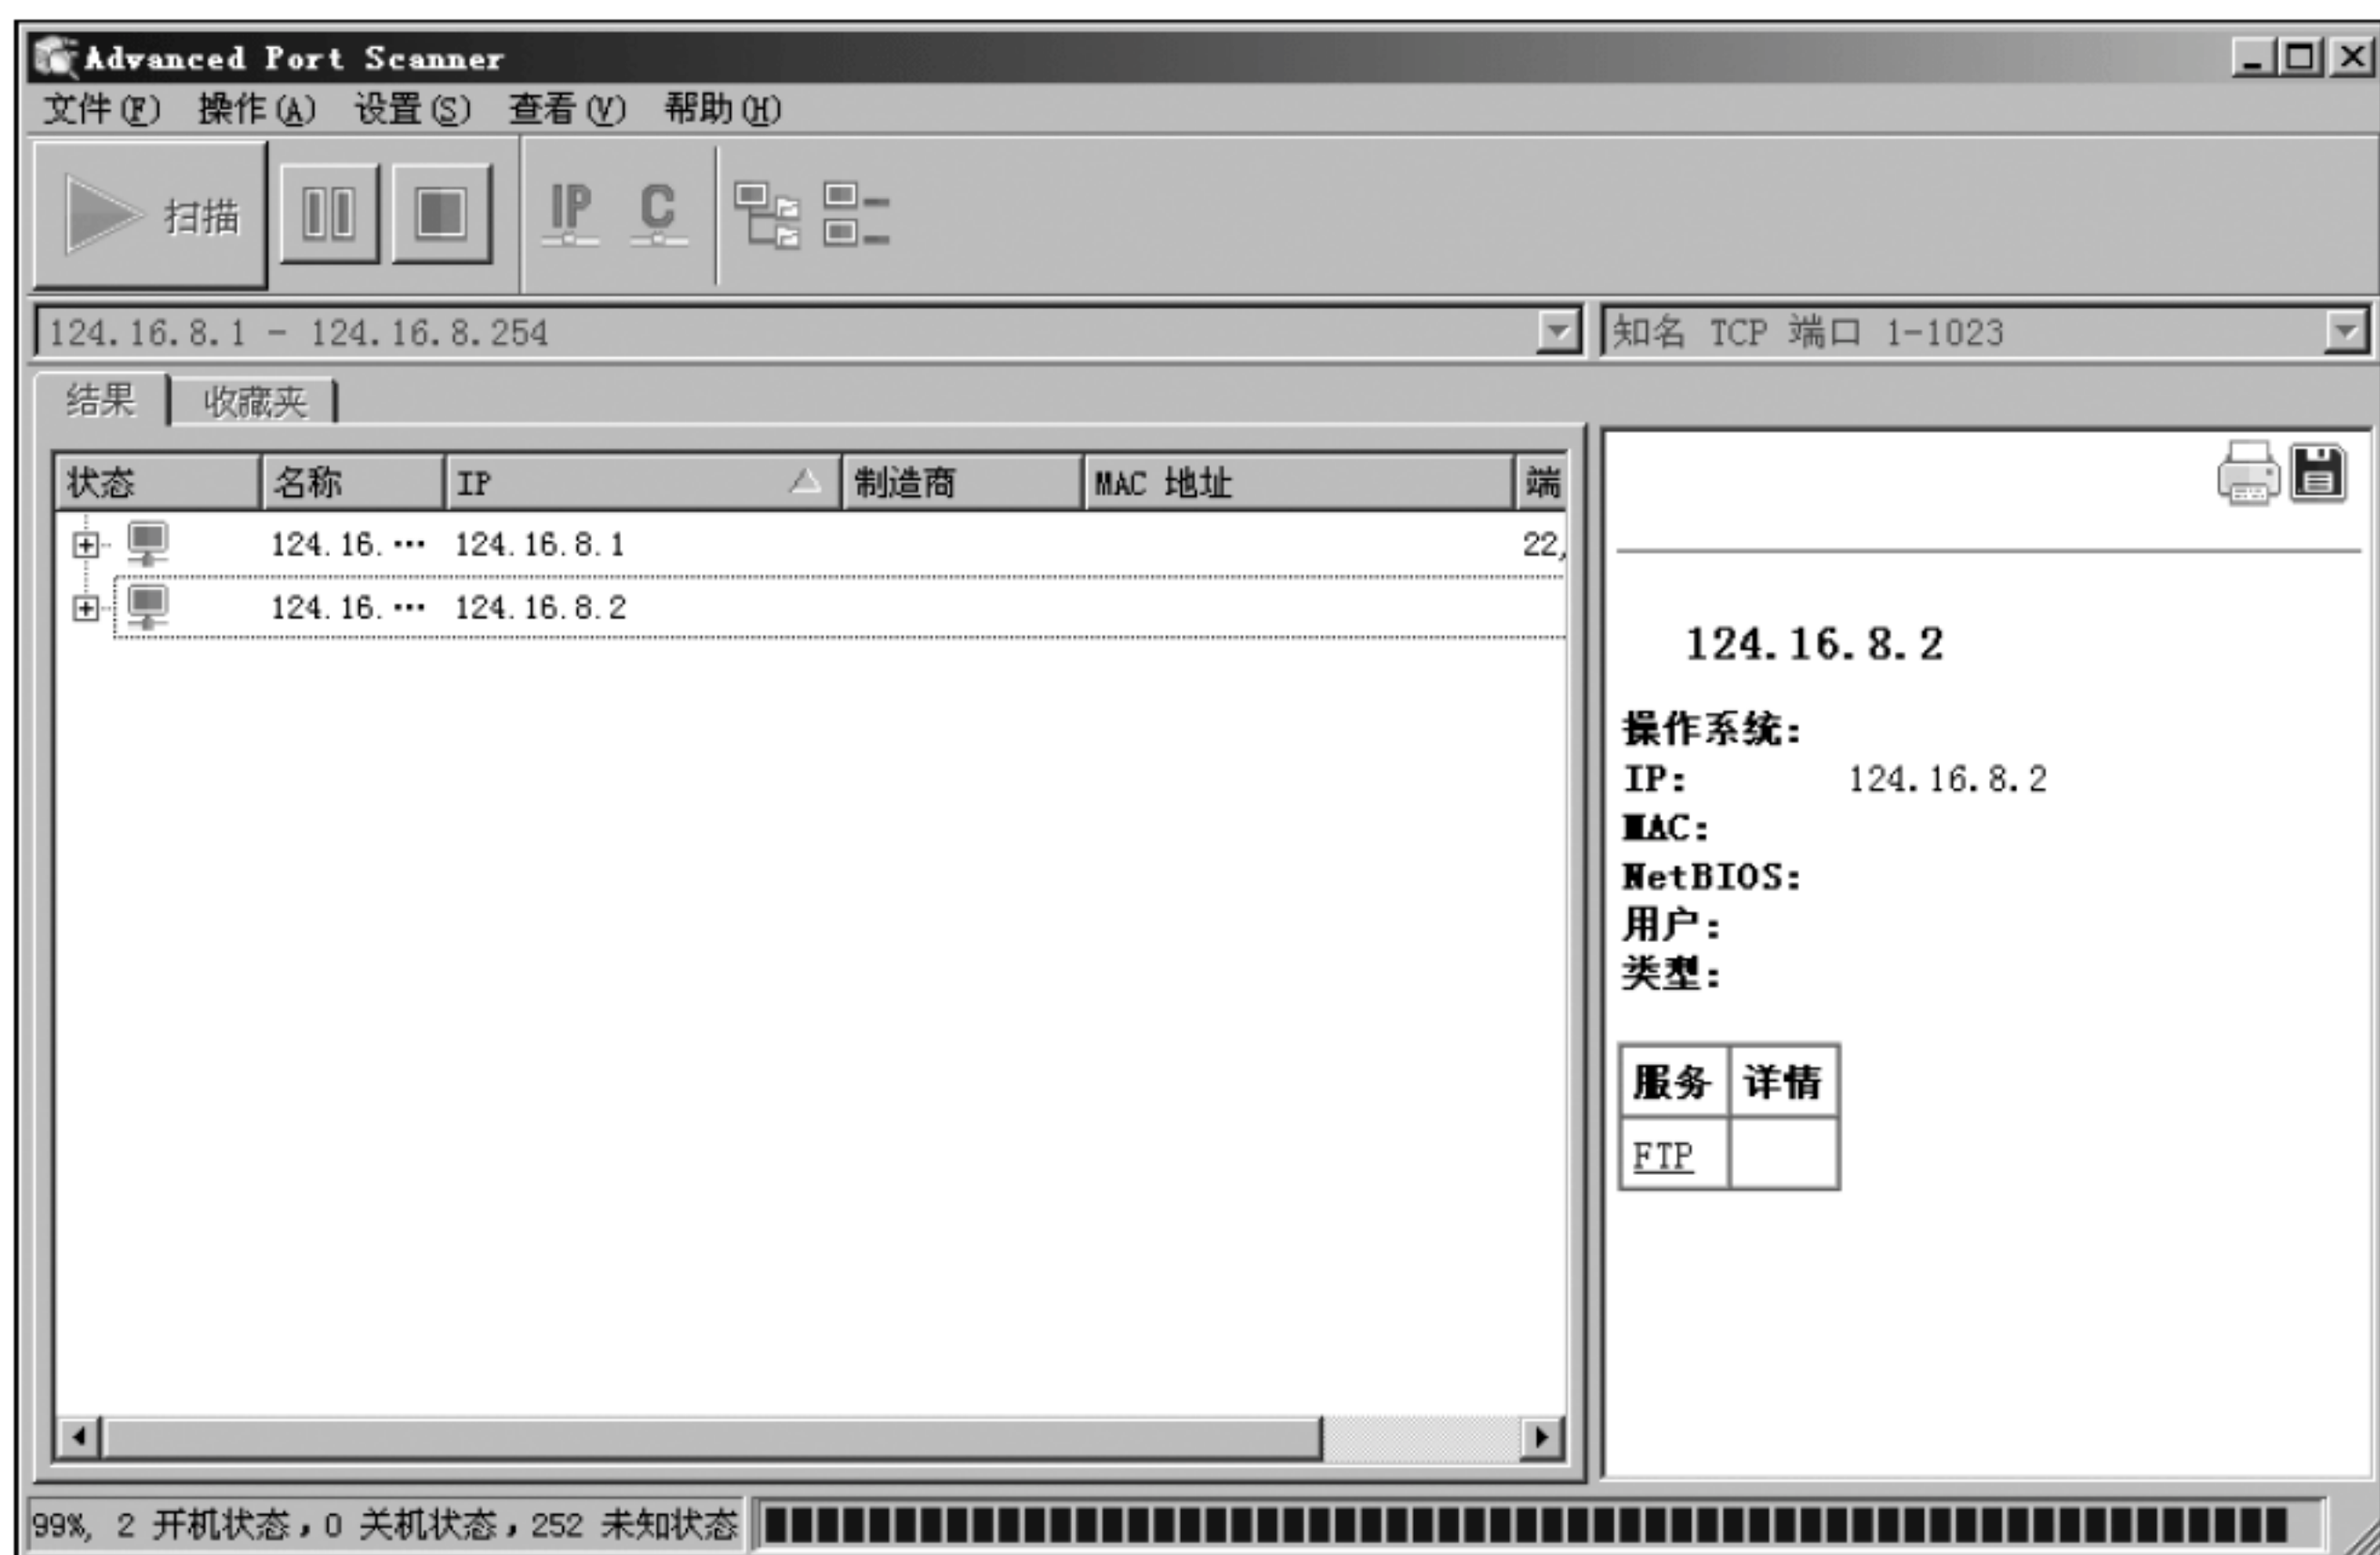 Advanced Port Scanner
文件(F) 操作(A) 设置(S) 查看(V) 帮助(H)
扫描 IP C
124.16.8.1 - 124.16.8.254 知名 TCP 端口 1-1023
结果 收藏夹
状态 名称 IP 制造商 MAC 地址 端
124.16.… 124.16.8.1 22,
124.16.… 124.16.8.2
124.16.8.2
操作系统:
IP: 124.16.8.2
MAC:
NetBIOS:
用户:
类型:
服务 详情
FTP
99%, 2 开机状态，0 关机状态，252 未知状态